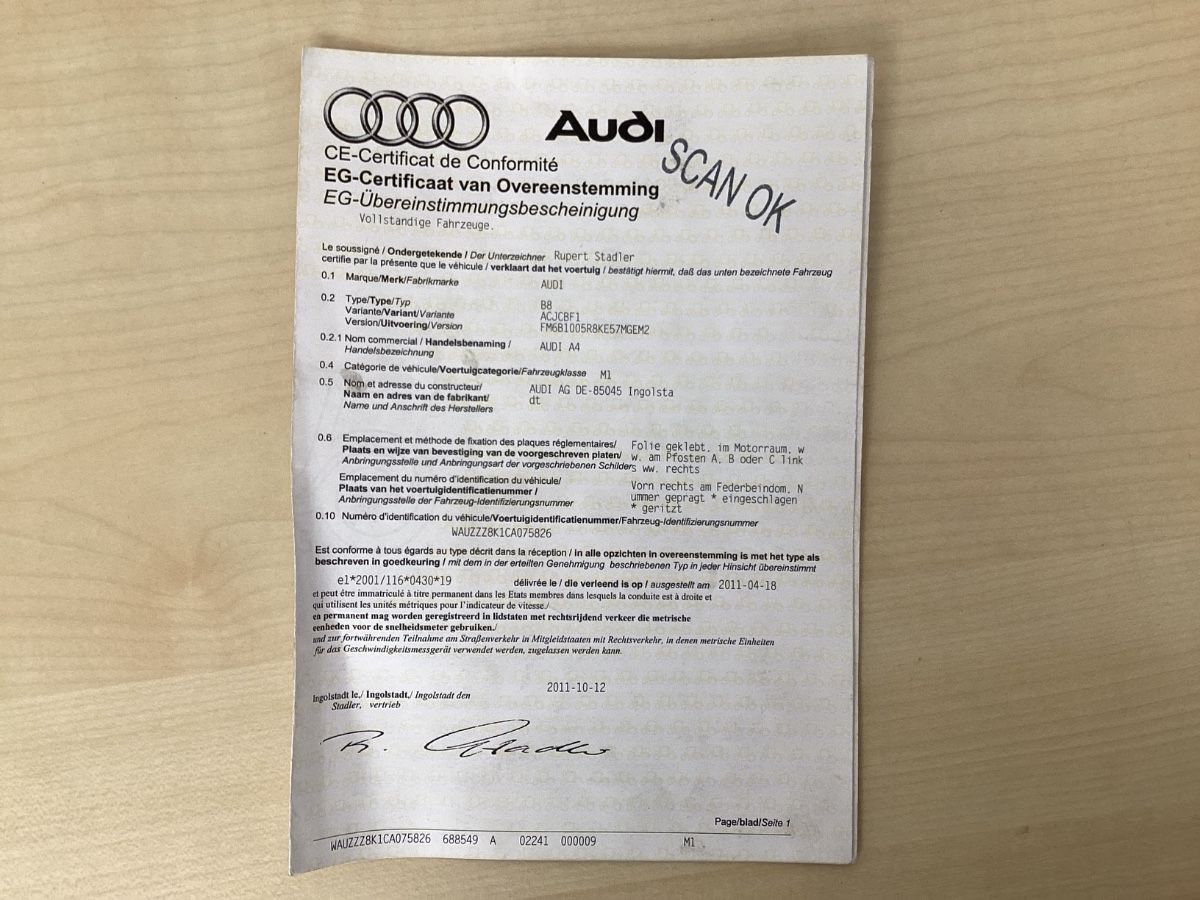 Audi
SCAN OK
CE-Certificat de Conformité
EG-Certificaat van Overeenstemming
EG-Übereinstimmungsbescheinigung
Vollstandige Fahrzeuge.
Le soussigné / Ondergetekende / Der Unterzeichner Rupert Stadler
certifie par la présente que le véhicule / verklaart dat het voertuig / bestätigt hiermit, daß das unten bezeichnete Fahrzeug
0.1 Marque/Merk/Fabrikmarke AUDI
0.2 Type/Type/Typ B8
Variante/Variant/Variante ACJCBF1
Version/Uitvoering/Version FM6B1005R8KE57MGEM2
0.2.1 Nom commercial / Handelsbenaming / AUDI A4
Handelsbezeichnung
0.4 Catégorie de véhicule/Voertuigcategorie/Fahrzeugklasse M1
0.5 Nom et adresse du constructeur/ AUDI AG DE-85045 Ingolsta
Naam en adres van de fabrikant/ dt
Name und Anschrift des Herstellers
0.6 Emplacement et méthode de fixation des plaques réglementaires/ Folie geklebt, im Motorraum, w
Plaats en wijze van bevestiging van de voorgeschreven platen/ w. am Pfosten A, B oder C link
Anbringungsstelle und Anbringungsart der vorgeschriebenen Schilder s ww. rechts
Emplacement du numéro d'identification du véhicule/ Vorn rechts am Federbeindom, N
Plaats van het voertuigidentificatienummer / ummer gepragt * eingeschlagen
Anbringungsstelle der Fahrzeug-Identifizierungsnummer * geritzt
0.10 Numéro d'identification du véhicule/Voertuigidentificatienummer/Fahrzeug-Identifizierungsnummer
WAUZZZ8K1CA075826
Est conforme à tous égards au type décrit dans la réception / in alle opzichten in overeenstemming is met het type als
beschreven in goedkeuring / mit dem in der erteilten Genehmigung beschriebenen Typ in jeder Hinsicht übereinstimmt
e1*2001/116*0430*19 délivrée le / die verleend is op / ausgestellt am 2011-04-18
et peut être immatriculé à titre permanent dans les Etats membres dans lesquels la conduite est à droite et
qui utilisent les unités métriques pour l'indicateur de vitesse./
en permanent mag worden geregistreerd in lidstaten met rechtsrijdend verkeer die metrische
eenheden voor de snelheidsmeter gebruiken./
und zur fortwährenden Teilnahme am Straßenverkehr in Mitgliedstaaten mit Rechtsverkehr, in denen metrische Einheiten
für das Geschwindigkeitsmessgerät verwendet werden, zugelassen werden kann.
2011-10-12
Ingolstadt le./ Ingolstadt,/ Ingolstadt den
Stadler, vertrieb
R. Stadler
Page/blad/Seite 1
WAUZZZ8K1CA075826 688549 A 02241 000009 M1